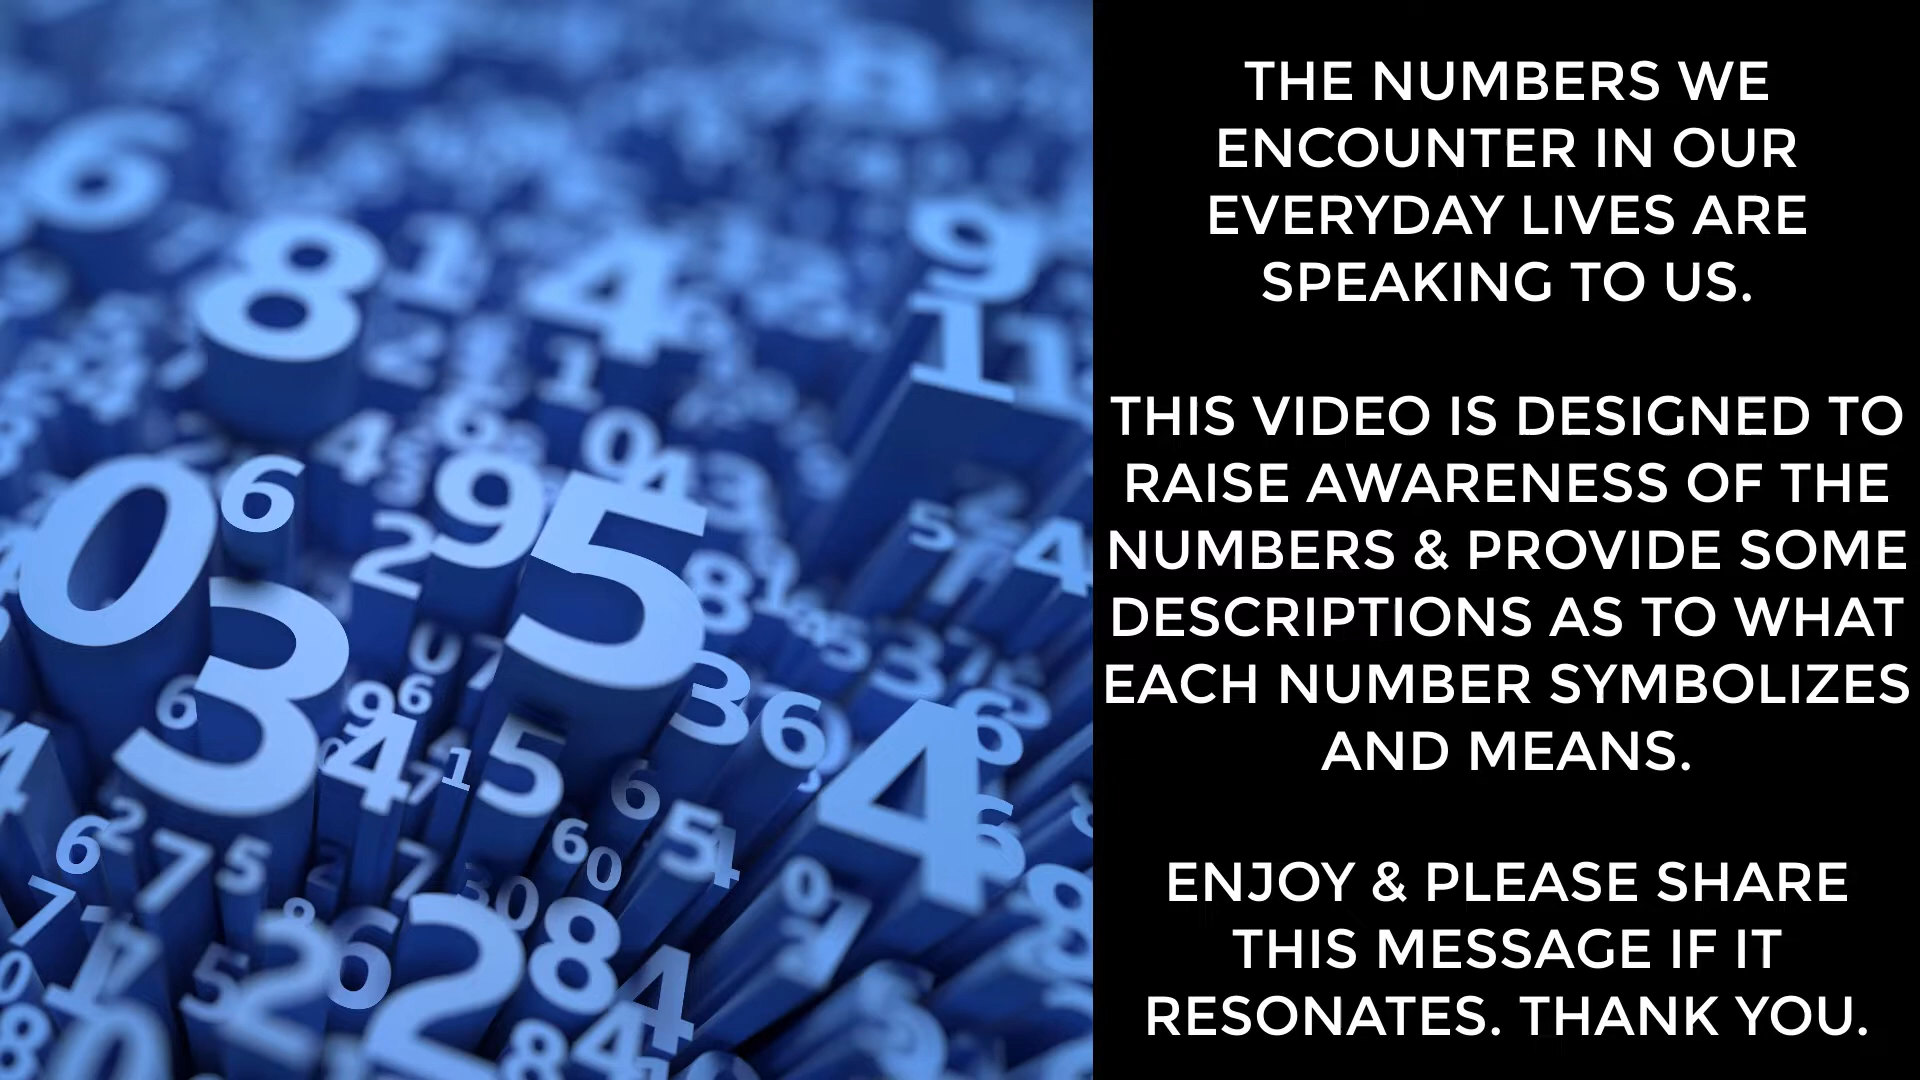 THE NUMBERS WE
ENCOUNTER IN OUR
EVERYDAY LIVES ARE
SPEAKING TO US.
THIS VIDEO IS DESIGNED TO
RAISE AWARENESS OF THE
NUMBERS & PROVIDE SOME
DESCRIPTIONS AS TO WHAT
EACH NUMBER SYMBOLIZES
AND MEANS.
ENJOY & PLEASE SHARE
THIS MESSAGE IF IT
RESONATES. THANK YOU.